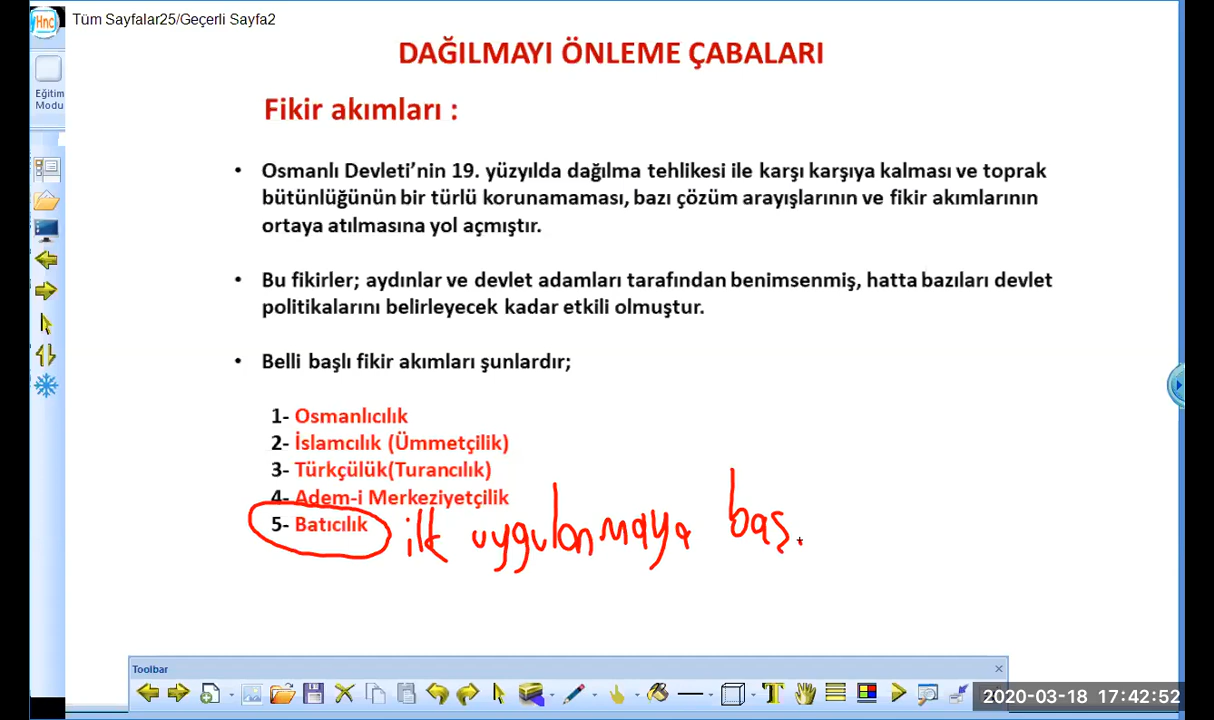 Hnc
Tüm Sayfalar25/Geçerli Sayfa2
Eğitim
Modu
DAĞILMAYI ÖNLEME ÇABALARI
Fikir akımları :
• Osmanlı Devleti’nin 19. yüzyılda dağılma tehlikesi ile karşı karşıya kalması ve toprak
bütünlüğünün bir türlü korunamaması, bazı çözüm arayışlarının ve fikir akımlarının
ortaya atılmasına yol açmıştır.
• Bu fikirler; aydınlar ve devlet adamları tarafından benimsenmiş, hatta bazıları devlet
politikalarını belirleyecek kadar etkili olmuştur.
• Belli başlı fikir akımları şunlardır;
1- Osmanlıcılık
2- İslamcılık (Ümmetçilik)
3- Türkçülük(Turancılık)
4- Adem-i Merkeziyetçilik
5- Batıcılık ilk uygulanmaya baş
Toolbar
2020-03-18 17:42:52